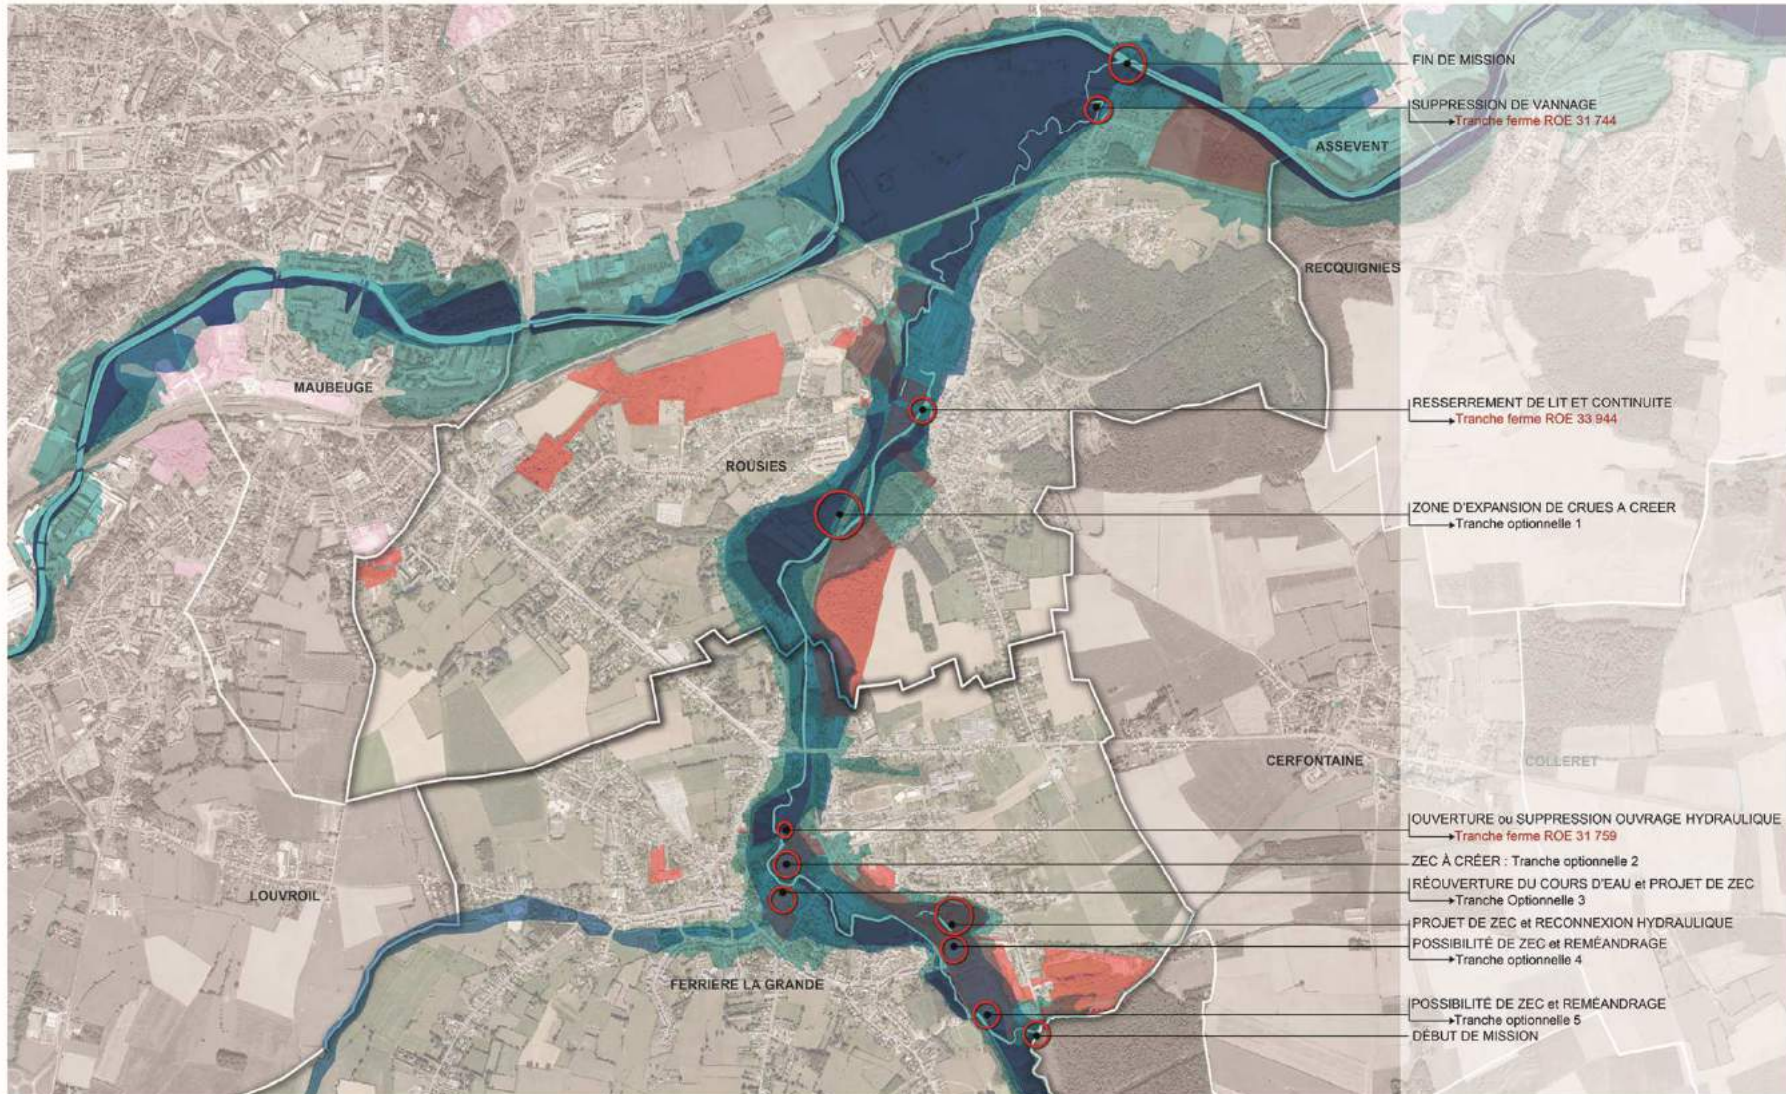 FIN DE MISSION
SUPPRESSION DE VANNAGE
Tranche ferme ROE 31 744
ASSEVENT
RECQUIGNIES
MAUBEUGE
RESSERREMENT DE LIT ET CONTINUITE
Tranche ferme ROE 33 944
ROUSIES
ZONE D'EXPANSION DE CRUES A CREER
Tranche optionnelle 1
CERFONTAINE
COLLERET
OUVERTURE ou SUPPRESSION OUVRAGE HYDRAULIQUE
Tranche ferme ROE 31 759
ZEC À CRÉER : Tranche optionnelle 2
RÉOUVERTURE DU COURS D'EAU et PROJET DE ZEC
Tranche Optionnelle 3
LOUVROIL
PROJET DE ZEC et RECONNEXION HYDRAULIQUE
POSSIBILITÉ DE ZEC et REMÉANDRAGE
Tranche optionnelle 4
FERRIERE LA GRANDE
POSSIBILITÉ DE ZEC et REMÉANDRAGE
Tranche optionnelle 5
DÉBUT DE MISSION